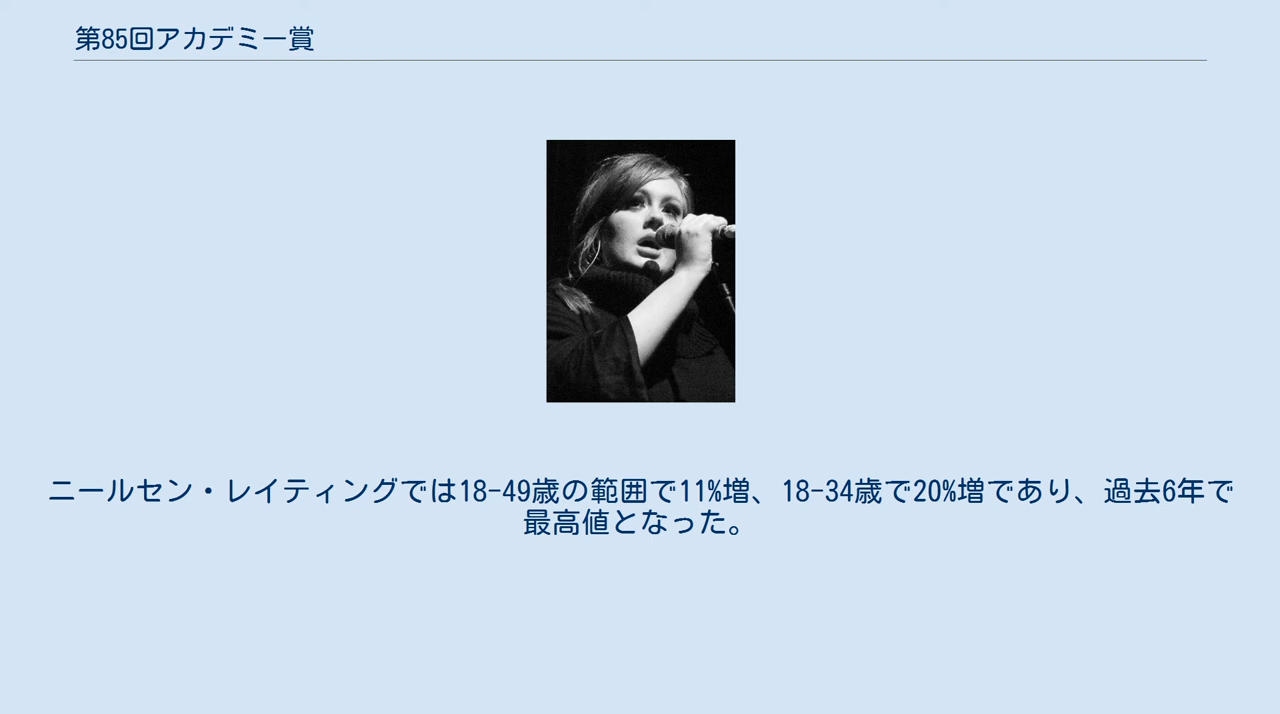 第85回アカデミー賞
ニールセン・レイティングでは18-49歳の範囲で11%増、18-34歳で20%増であり、過去6年で
最高値となった。